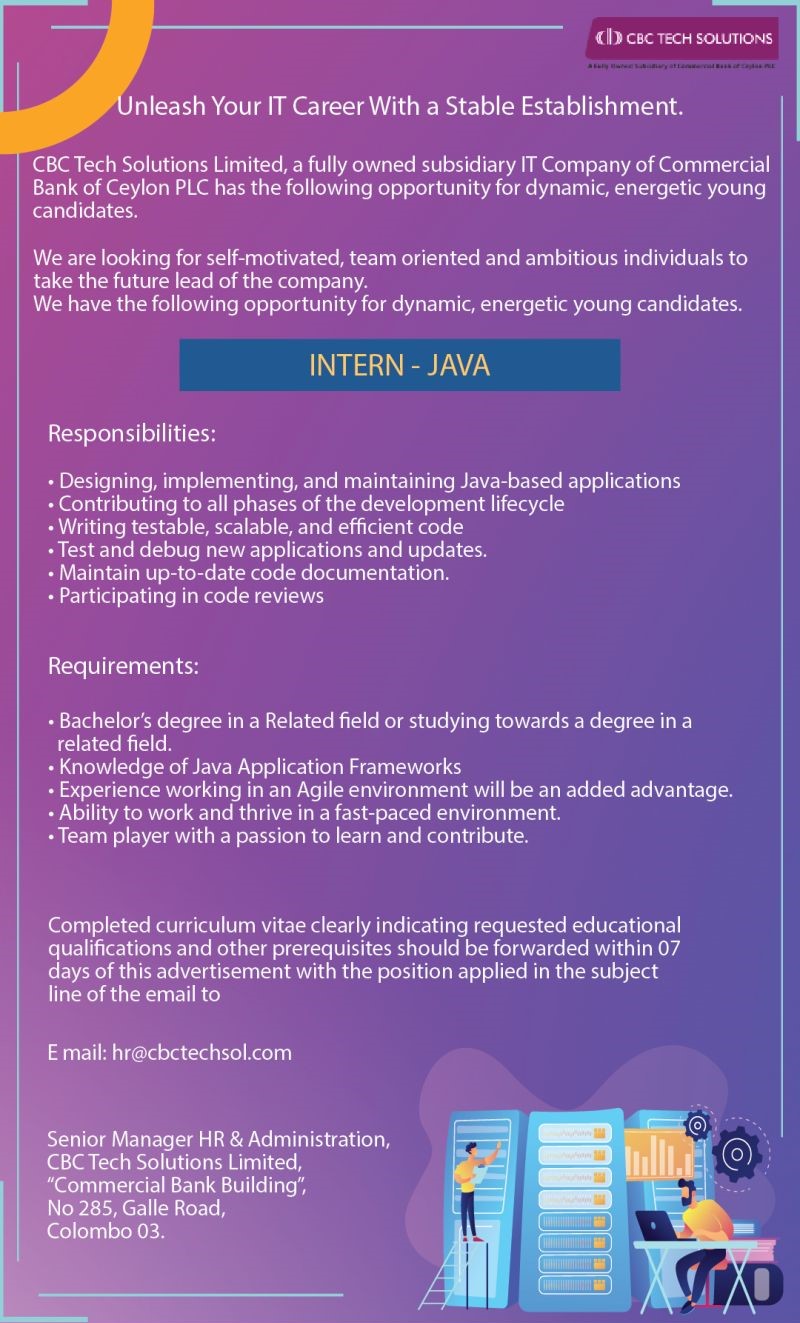 CBC TECH SOLUTIONS
A Fully Owned Subsidiary of Commercial Bank of Ceylon PLC
Unleash Your IT Career With a Stable Establishment.
CBC Tech Solutions Limited, a fully owned subsidiary IT Company of Commercial
Bank of Ceylon PLC has the following opportunity for dynamic, energetic young
candidates.
We are looking for self-motivated, team oriented and ambitious individuals to
take the future lead of the company.
We have the following opportunity for dynamic, energetic young candidates.
INTERN - JAVA
Responsibilities:
• Designing, implementing, and maintaining Java-based applications
• Contributing to all phases of the development lifecycle
• Writing testable, scalable, and efficient code
• Test and debug new applications and updates.
• Maintain up-to-date code documentation.
• Participating in code reviews
Requirements:
• Bachelor’s degree in a Related field or studying towards a degree in a
related field.
• Knowledge of Java Application Frameworks
• Experience working in an Agile environment will be an added advantage.
• Ability to work and thrive in a fast-paced environment.
• Team player with a passion to learn and contribute.
Completed curriculum vitae clearly indicating requested educational
qualifications and other prerequisites should be forwarded within 07
days of this advertisement with the position applied in the subject
line of the email to
E mail: hr@cbctechsol.com
Senior Manager HR & Administration,
CBC Tech Solutions Limited,
“Commercial Bank Building”,
No 285, Galle Road,
Colombo 03.